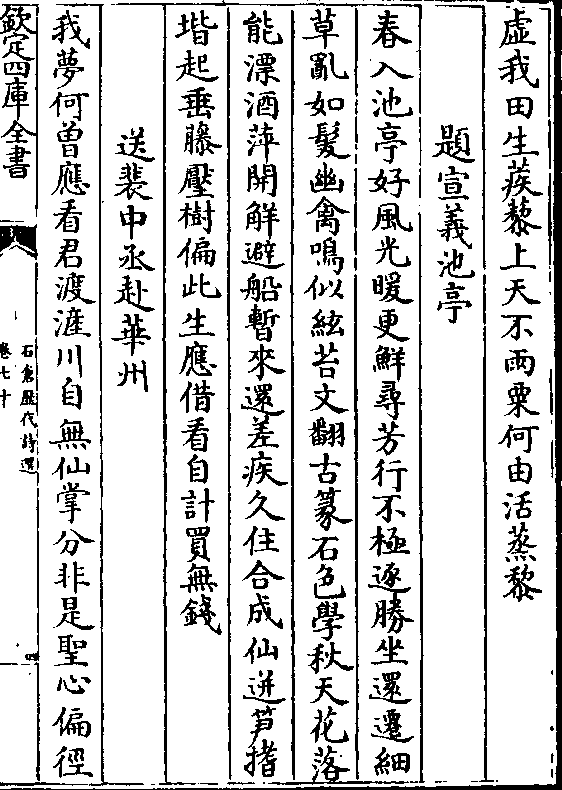 虛我田生蒺藜上天不雨粟何由活蒸黎
題宣義池亭
春入池亭好風光暖更鮮尋芳行不極逐勝坐還遷細
草亂如髮幽禽鳴似絃苔文翻古篆石色學秋天花落
能漂酒萍開解避船暫來還差疾久住合成仙迸笋揩
堦起垂藤壓樹偏此生應借看自計買無錢
送裴中丞赴華州
我夢何曽應看君渡滻川自無仙掌分非是聖心偏徑
欽定四庫全書
石倉歷代詩選
卷七十